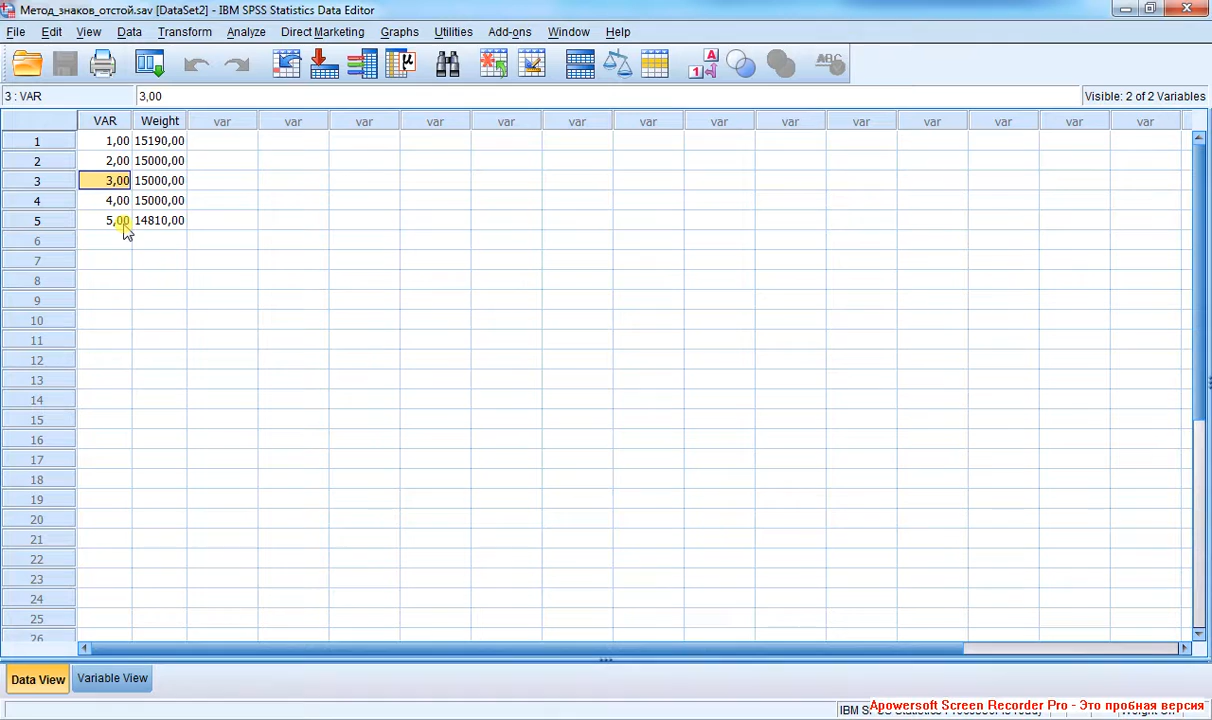 Метод_знаков_отстой.sav [DataSet2] - IBM SPSS Statistics Data Editor
File Edit View Data Transform Analyze Direct Marketing Graphs Utilities Add-ons Window Help
3 : VAR 3,00 Visible: 2 of 2 Variables
VAR Weight var var var var var var var var var var var var var var
1 1,00 15190,00
2 2,00 15000,00
3 3,00 15000,00
4 4,00 15000,00
5 5,00 14810,00
6
7
8
9
10
11
12
13
14
15
16
17
18
19
20
21
22
23
24
25
26
Data View Variable View
Apowersoft Screen Recorder Pro - Это пробная версия